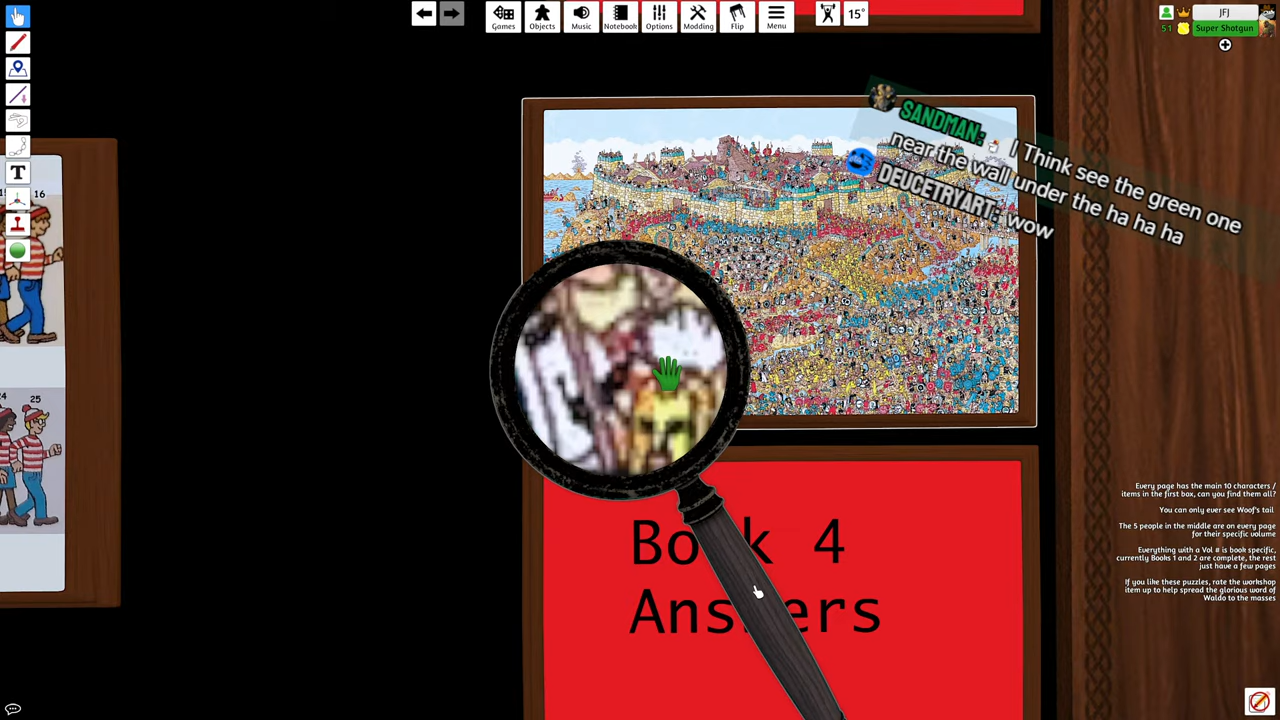 Games
Objects
Music
Notebook
Options
Modding
Flip
Menu
15°
JFJ
51
Super Shotgun
T
16
25
SANDMAN: I Think see the green one
near the wall under the ha ha ha
DEUCETRYART: wow
Book 4
Answers
Every page has the main 10 characters /
items in the first box, can you find them all?
You can only ever see Woof's tail
The 5 people in the middle are on every page
for their specific volume
Everything with a Vol # is book specific,
currently Books 1 and 2 are complete, the rest
just have a few pages
If you like these puzzles, rate the workshop
item up to help spread the glorious word of
Waldo to the masses